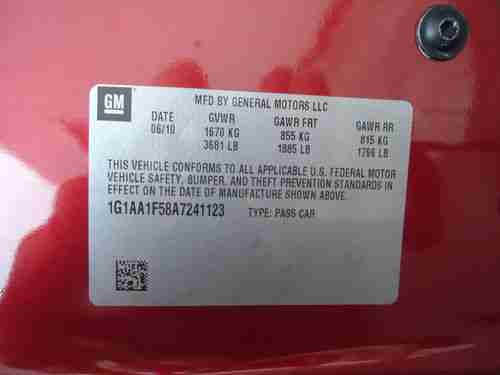 GM
MFD BY GENERAL MOTORS LLC
DATE GVWR GAWR FRT GAWR RR
06/10 1670 KG 855 KG 815 KG
3681 LB 1885 LB 1796 LB
THIS VEHICLE CONFORMS TO ALL APPLICABLE U.S. FEDERAL MOTOR
VEHICLE SAFETY, BUMPER, AND THEFT PREVENTION STANDARDS IN
EFFECT ON THE DATE OF MANUFACTURE SHOWN ABOVE.
1G1AA1F58A7241123 TYPE: PASS CAR